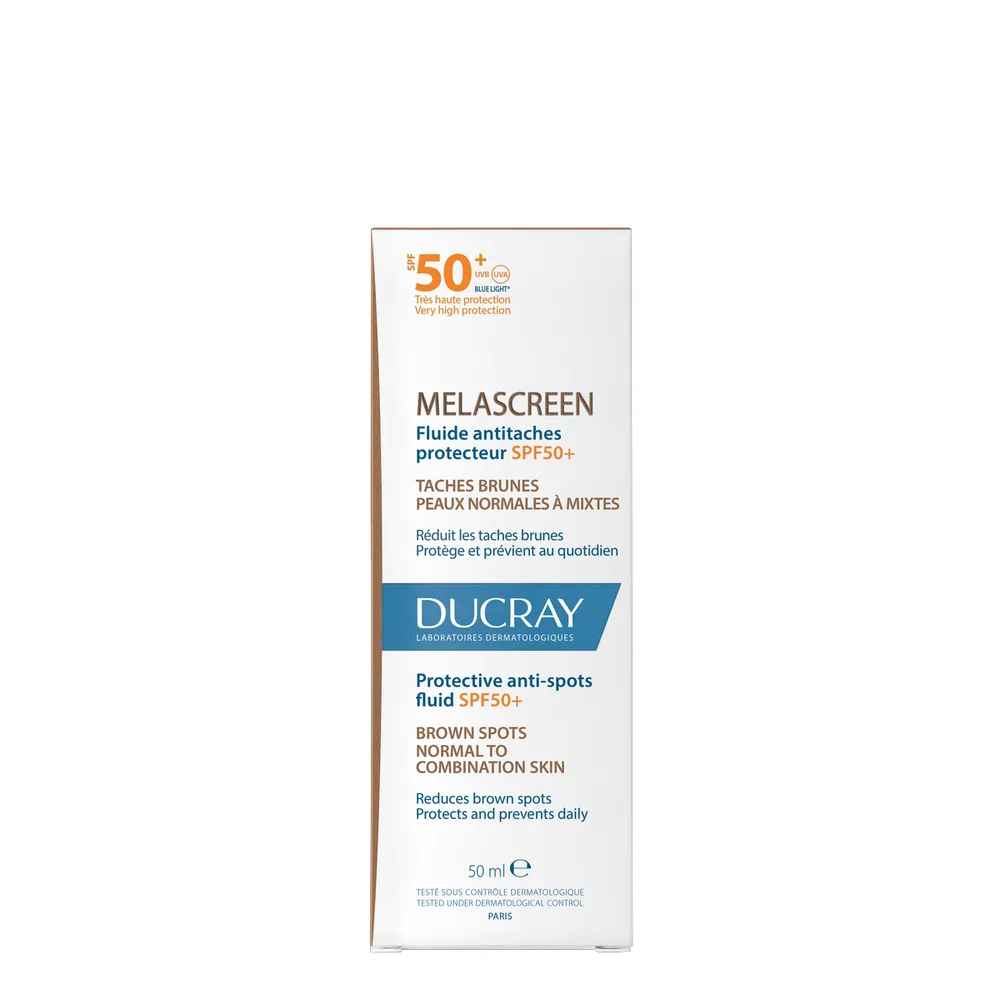 SPF 50+ UVB UVA
BLUE LIGHT*
Très haute protection
Very high protection
MELASCREEN
Fluide antitaches
protecteur SPF50+
TACHES BRUNES
PEAUX NORMALES À MIXTES
Réduit les taches brunes
Protège et prévient au quotidien
DUCRAY
LABORATOIRES DERMATOLOGIQUES
Protective anti-spots
fluid SPF50+
BROWN SPOTS
NORMAL TO
COMBINATION SKIN
Reduces brown spots
Protects and prevents daily
50 ml ℮
TESTÉ SOUS CONTRÔLE DERMATOLOGIQUE
TESTED UNDER DERMATOLOGICAL CONTROL
PARIS